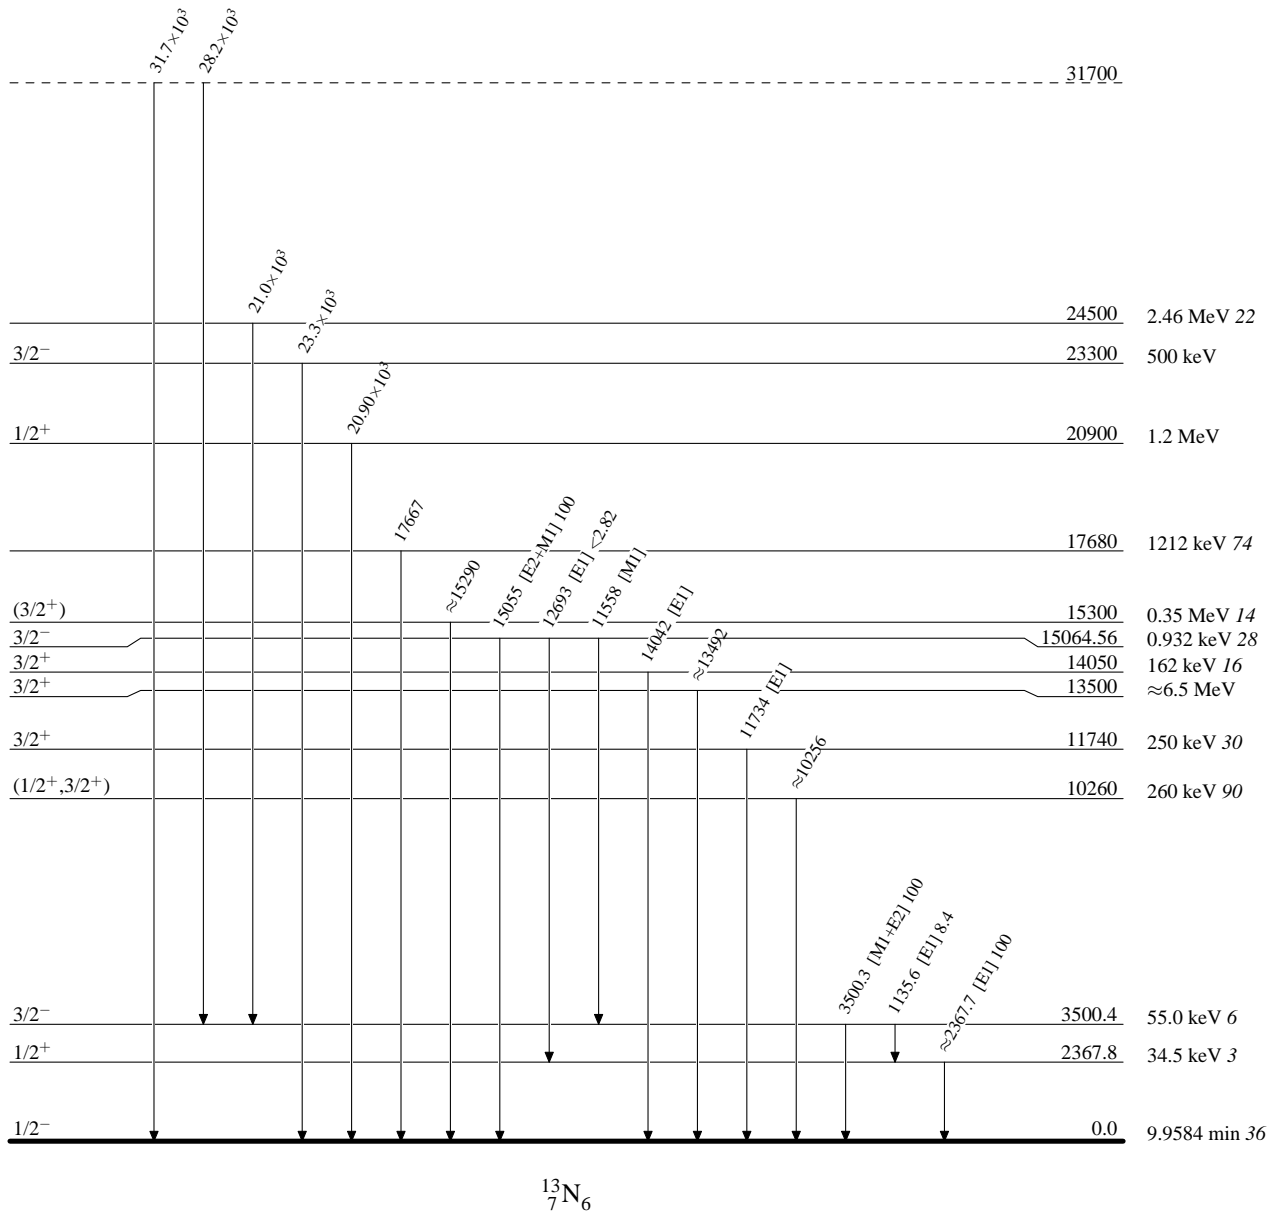 31.7×10³
28.2×10³
31700
21.0×10³
24500 2.46 MeV 22
23.3×10³
3/2⁻ 23300 500 keV
20.90×10³
1/2⁺ 20900 1.2 MeV
17667
17680 1212 keV 74
≈15290
15055 [E2+M1] 100
12693 [E1] <2.82
11558 [M1]
(3/2⁺) 15300 0.35 MeV 14
3/2⁻ 15064.56 0.932 keV 28
14042 [E1]
3/2⁺ 14050 162 keV 16
≈13492
3/2⁺ 13500 ≈6.5 MeV
11734 [E1]
3/2⁺ 11740 250 keV 30
≈10256
(1/2⁺,3/2⁺) 10260 260 keV 90
3500.3 [M1+E2] 100
1135.6 [E1] 8.4
≈2367.7 [E1] 100
3/2⁻ 3500.4 55.0 keV 6
1/2⁺ 2367.8 34.5 keV 3
1/2⁻ 0.0 9.9584 min 36
¹³₇N₆